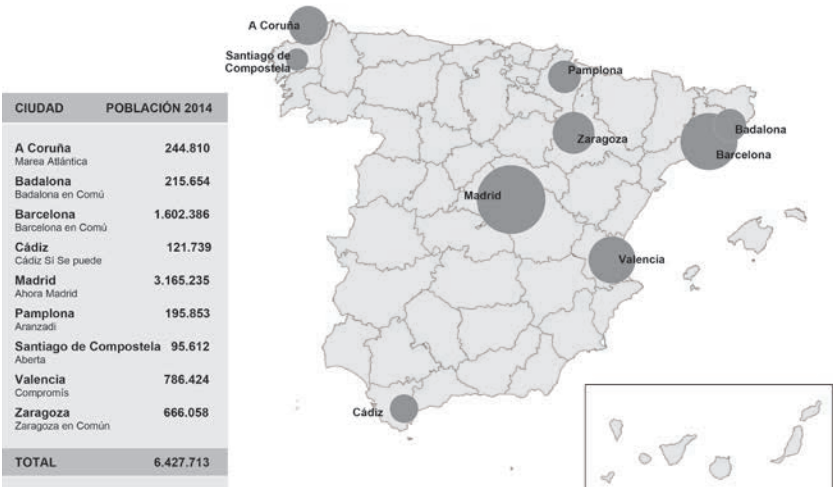 CIUDAD POBLACIÓN 2014
A Coruña 244.810
Marea Atlántica
Badalona 215.654
Badalona en Comú
Barcelona 1.602.386
Barcelona en Comú
Cádiz 121.739
Cádiz Sí Se puede
Madrid 3.165.235
Ahora Madrid
Pamplona 195.853
Aranzadi
Santiago de Compostela 95.612
Aberta
Valencia 786.424
Compromís
Zaragoza 666.058
Zaragoza en Común
TOTAL 6.427.713
A Coruña
Santiago de
Compostela
Pamplona
Zaragoza
Badalona
Barcelona
Madrid
Valencia
Cádiz